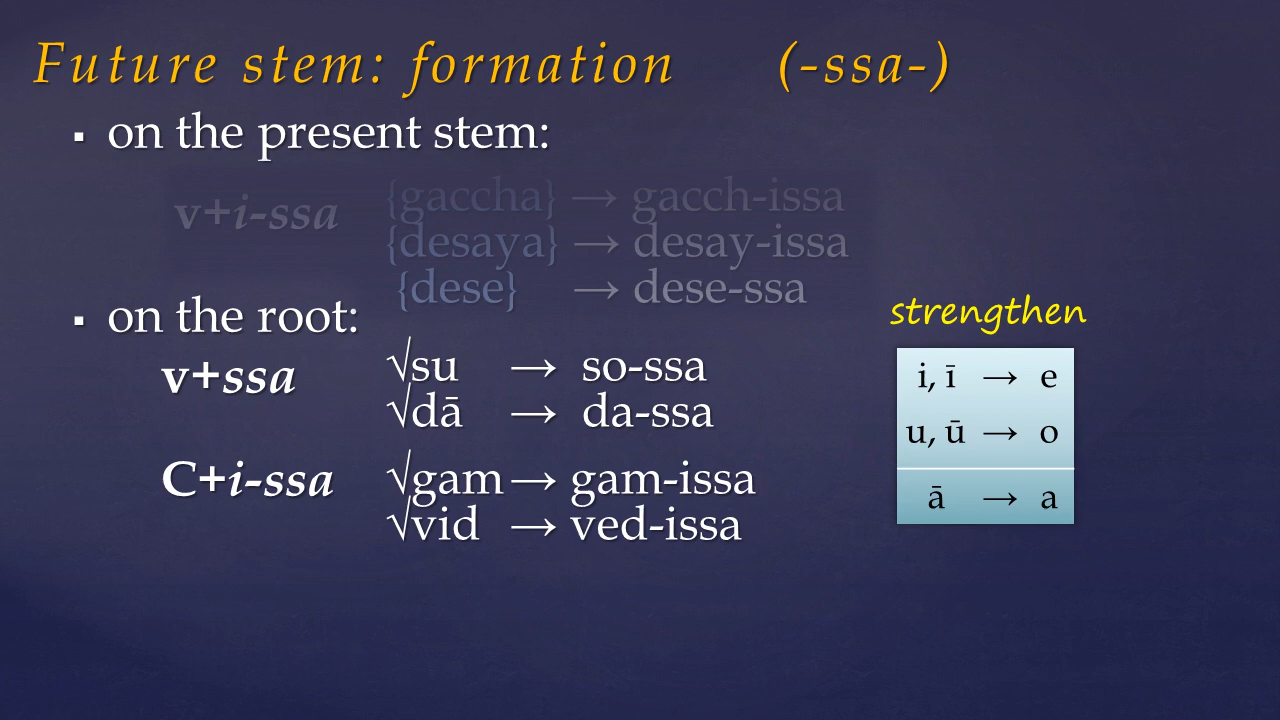 Future stem: formation (-ssa-)
▪ on the present stem:
v+i-ssa {gaccha} → gacch-issa
{desaya} → desay-issa
{dese} → dese-ssa
▪ on the root:
v+ssa √su → so-ssa
√dā → da-ssa
C+i-ssa √gam → gam-issa
√vid → ved-issa
strengthen
i, ī → e
u, ū → o
ā → a